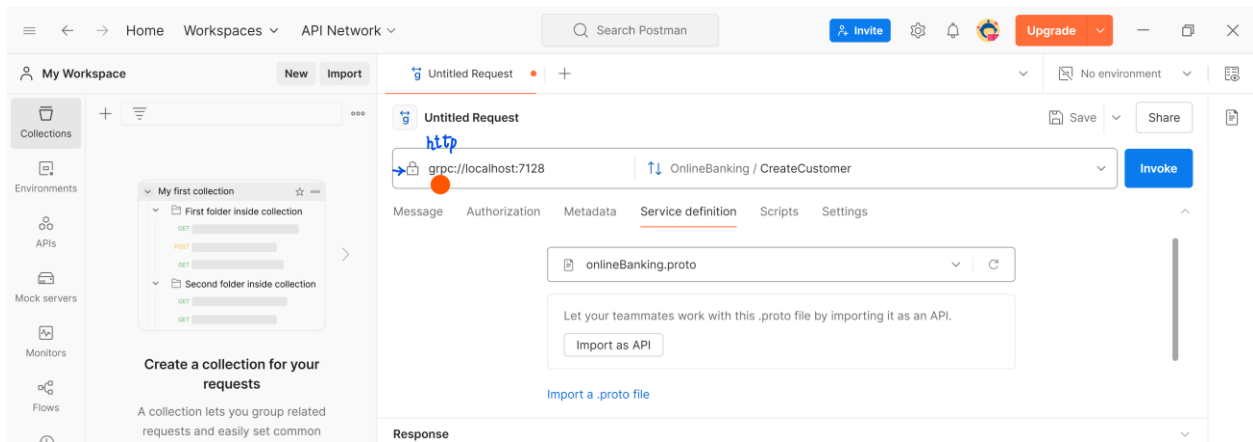 Home Workspaces API Network Search Postman Invite Upgrade
My Workspace New Import Untitled Request No environment
Collections
Environments
APIs
Mock servers
Monitors
Flows
My first collection
First folder inside collection
GET
POST
GET
Second folder inside collection
GET
GET
Create a collection for your
requests
A collection lets you group related
requests and easily set common
Untitled Request Save Share
http
grpc://localhost:7128 OnlineBanking / CreateCustomer Invoke
Message Authorization Metadata Service definition Scripts Settings
onlineBanking.proto
Let your teammates work with this .proto file by importing it as an API.
Import as API
Import a .proto file
Response